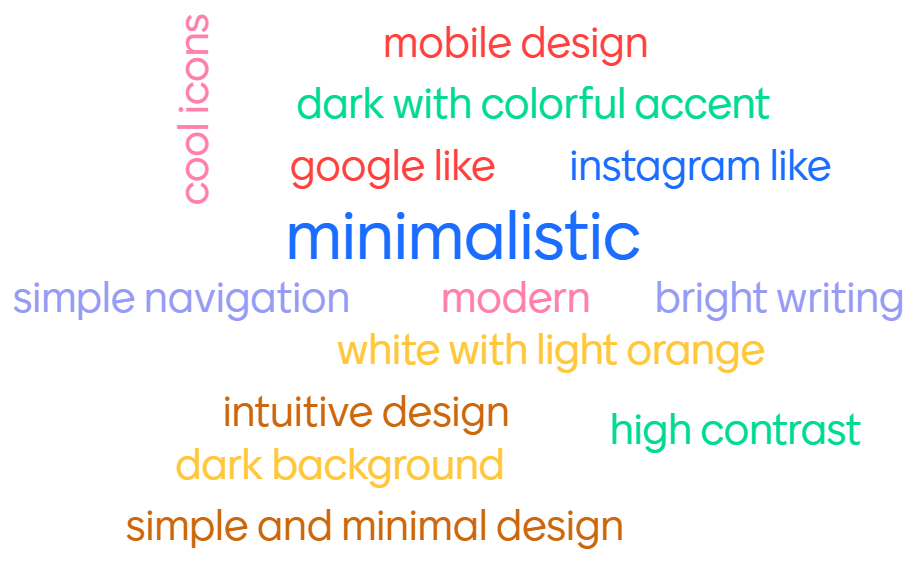 cool icons
mobile design
dark with colorful accent
google like
instagram like
minimalistic
simple navigation
modern
bright writing
white with light orange
intuitive design
high contrast
dark background
simple and minimal design